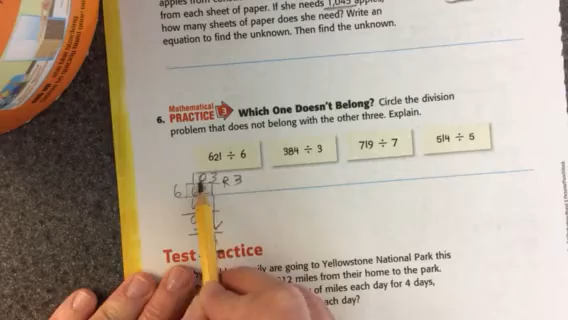 from each sheet of paper. If she needs 1,045 apples,
how many sheets of paper does she need? Write an
equation to find the unknown. Then find the unknown.
6. Mathematical PRACTICE 3 Which One Doesn't Belong? Circle the division
problem that does not belong with the other three. Explain.
621 ÷ 6 384 ÷ 3 719 ÷ 7 514 ÷ 5
103 R 3
6
Test
are going to Yellowstone National Park this
miles from their home to the park.
of miles each day for 4 days,
day?